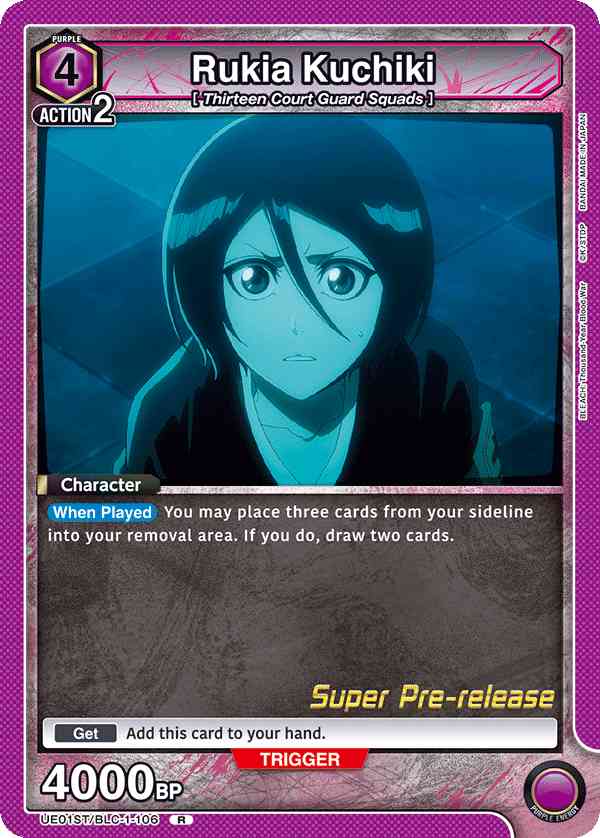 PURPLE
4
ACTION 2
Rukia Kuchiki
[ Thirteen Court Guard Squads ]
BLEACH: Thousand-Year Blood War ©K/STDP BANDAI MADE IN JAPAN
Character
When Played You may place three cards from your sideline
into your removal area. If you do, draw two cards.
Super Pre-release
Get Add this card to your hand.
TRIGGER
4000BP
UE01ST/BLC-1-106 R
PURPLE ENERGY